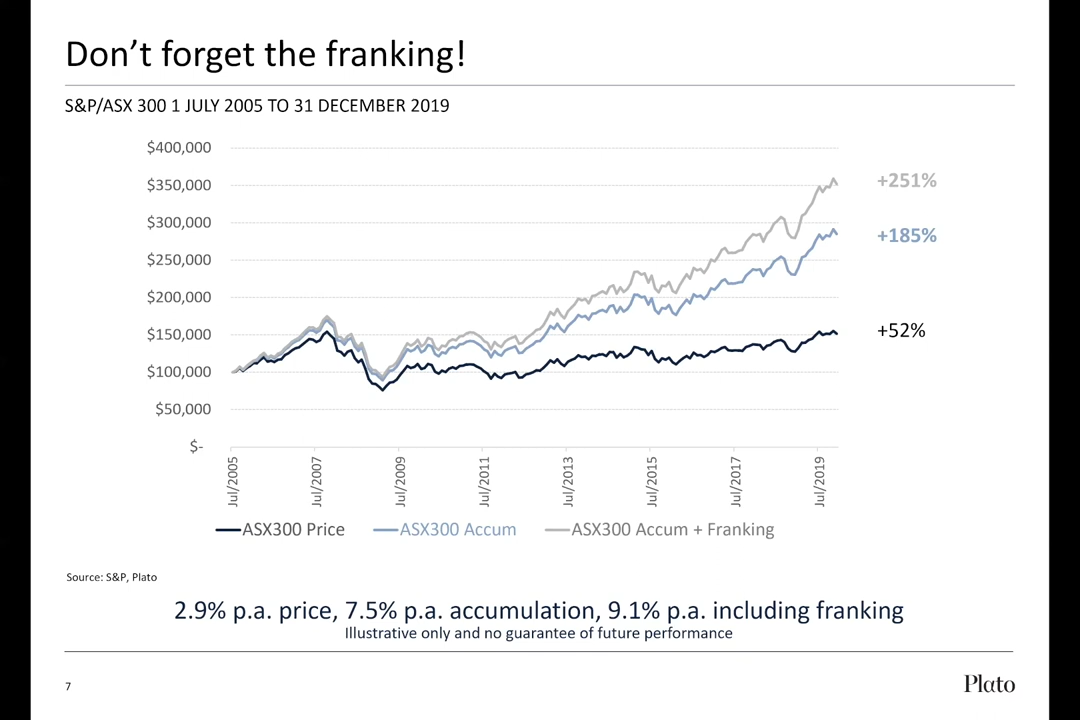 Don't forget the franking!
S&P/ASX 300 1 JULY 2005 TO 31 DECEMBER 2019
$400,000
$350,000
$300,000
$250,000
$200,000
$150,000
$100,000
$50,000
$-
+251%
+185%
+52%
Jul/2005
Jul/2007
Jul/2009
Jul/2011
Jul/2013
Jul/2015
Jul/2017
Jul/2019
ASX300 Price ASX300 Accum ASX300 Accum + Franking
Source: S&P, Plato
2.9% p.a. price, 7.5% p.a. accumulation, 9.1% p.a. including franking
Illustrative only and no guarantee of future performance
7
Plato